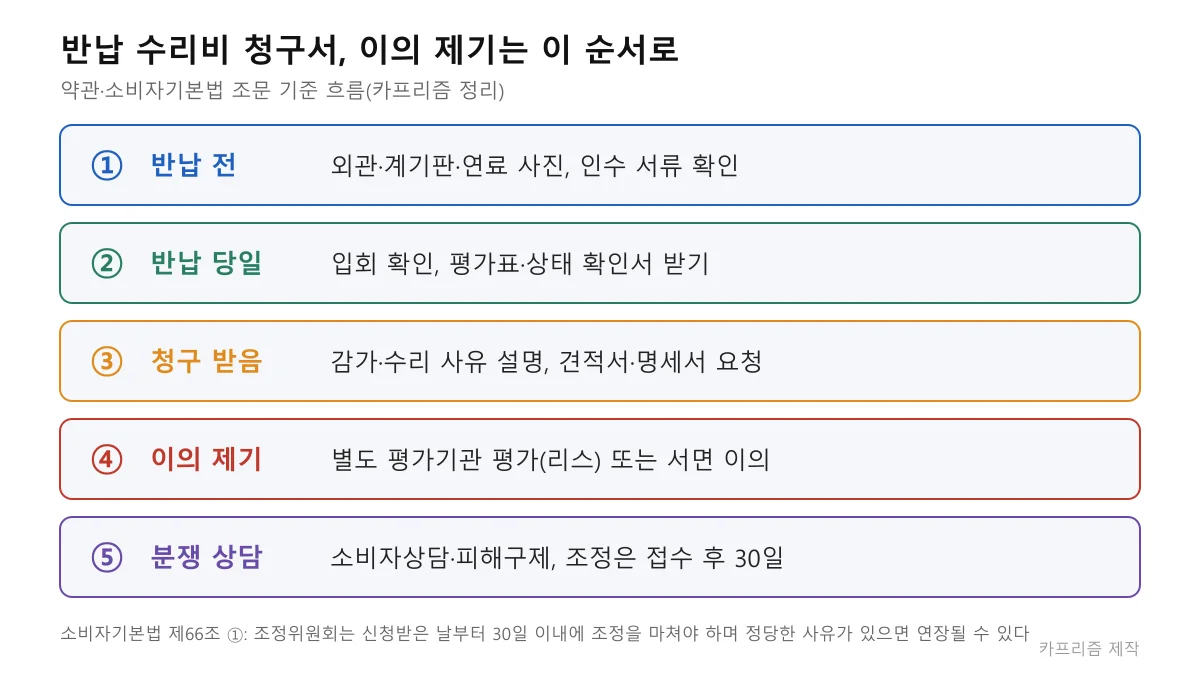 반납 수리비 청구서, 이의 제기는 이 순서로
약관·소비자기본법 조문 기준 흐름(카프리즘 정리)
① 반납 전 외관·계기판·연료 사진, 인수 서류 확인
② 반납 당일 입회 확인, 평가표·상태 확인서 받기
③ 청구 받음 감가·수리 사유 설명, 견적서·명세서 요청
④ 이의 제기 별도 평가기관 평가(리스) 또는 서면 이의
⑤ 분쟁 상담 소비자상담·피해구제, 조정은 접수 후 30일
소비자기본법 제66조 ①: 조정위원회는 신청받은 날부터 30일 이내에 조정을 마쳐야 하며 정당한 사유가 있으면 연장될 수 있다
카프리즘 제작